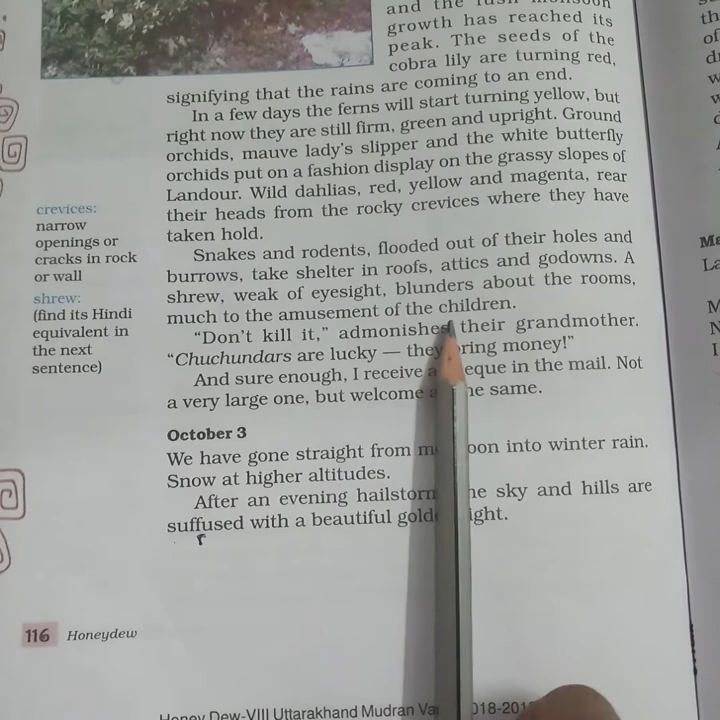 and the lush monsoon
growth has reached its
peak. The seeds of the
cobra lily are turning red,
signifying that the rains are coming to an end.
In a few days the ferns will start turning yellow, but
right now they are still firm, green and upright. Ground
orchids, mauve lady's slipper and the white butterfly
orchids put on a fashion display on the grassy slopes of
Landour. Wild dahlias, red, yellow and magenta, rear
their heads from the rocky crevices where they have
taken hold.
Snakes and rodents, flooded out of their holes and
burrows, take shelter in roofs, attics and godowns. A
shrew, weak of eyesight, blunders about the rooms,
much to the amusement of the children.
"Don't kill it," admonishes their grandmother.
"Chuchundars are lucky — they bring money!"
And sure enough, I receive a cheque in the mail. Not
a very large one, but welcome all the same.
crevices:
narrow
openings or
cracks in rock
or wall
shrew:
(find its Hindi
equivalent in
the next
sentence)
October 3
We have gone straight from monsoon into winter rain.
Snow at higher altitudes.
After an evening hailstorm, the sky and hills are
suffused with a beautiful golden light.
116 Honeydew
Honey Dew-VIII Uttarakhand Mudran